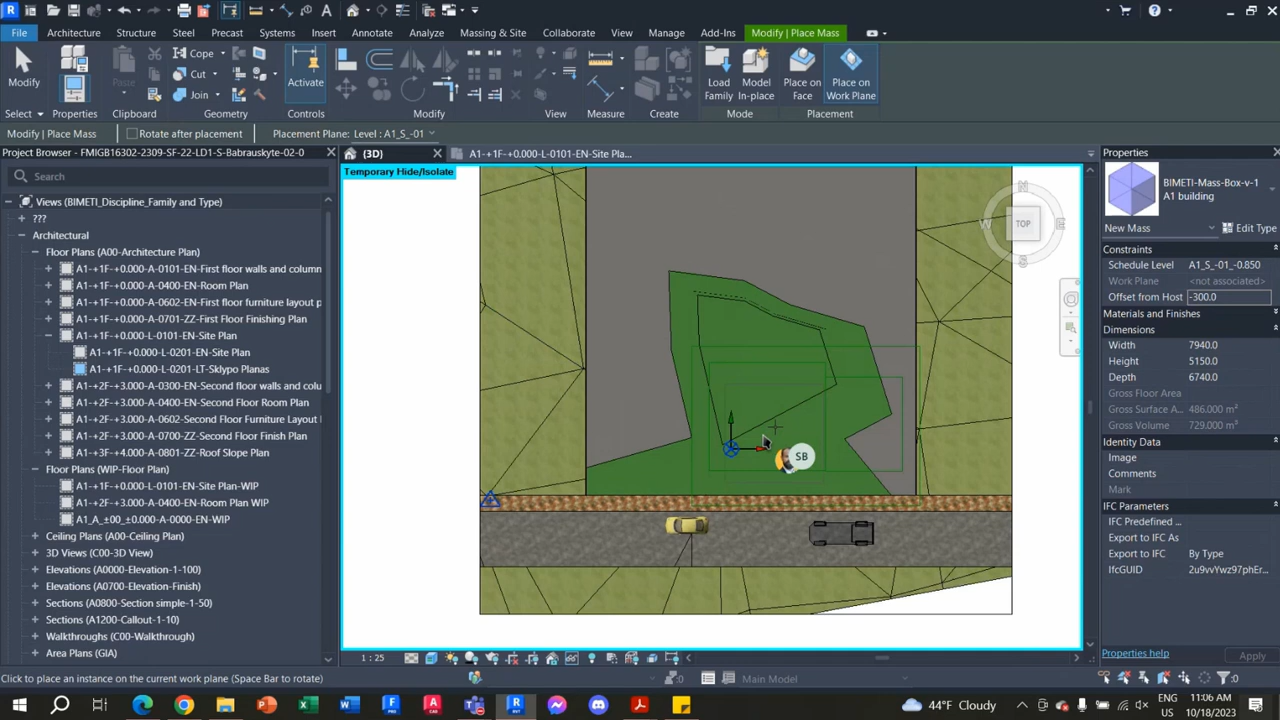 File
Architecture
Structure
Steel
Precast
Systems
Insert
Annotate
Analyze
Massing & Site
Collaborate
View
Manage
Add-Ins
Modify | Place Mass
Modify
Cope
Cut
Join
Paste
Activate
Load Family
Model In-place
Place on Face
Place on Work Plane
Select
Properties
Clipboard
Geometry
Controls
Modify
View
Measure
Create
Mode
Placement
Modify | Place Mass
Rotate after placement
Placement Plane: Level : A1_S_-01
Project Browser - FMIGB16302-2309-SF-22-LD1-S-Babrauskyte-02-0
Search
Views (BIMETI_Discipline_Family and Type)
???
Architectural
Floor Plans (A00-Architecture Plan)
A1-+1F-+0.000-A-0101-EN-First floor walls and column
A1-+1F-+0.000-A-0400-EN-Room Plan
A1-+1F-+0.000-A-0602-EN-First floor furniture layout p
A1-+1F-+0.000-A-0701-ZZ-First Floor Finishing Plan
A1-+1F-+0.000-L-0101-EN-Site Plan
A1-+1F-+0.000-L-0201-EN-Site Plan
A1-+1F-+0.000-L-0201-LT-Sklypo Planas
A1-+2F-+3.000-A-0300-EN-Second floor walls and co
A1-+2F-+3.000-A-0400-EN-Second Floor Room Plan
A1-+2F-+3.000-A-0602-EN-Second Floor Furniture Lay
A1-+2F-+3.000-A-0700-ZZ-Second Floor Finish Plan
A1-+2F-+4.000-A-0801-ZZ-Roof Slope Plan
Floor Plans (WIP-Floor Plan)
A1-+1F-+0.000-L-0101-EN-Site Plan-WIP
A1-+2F-+3.000-A-0400-EN-Room Plan WIP
A1_A_±00_±0.000-A-0000-EN-WIP
Ceiling Plans (A00-Ceiling Plan)
3D Views (C00-3D View)
Elevations (A0000-Elevation-1-100)
Elevations (A0700-Elevation-Finish)
Sections (A0800-Section simple-1-50)
Sections (A1200-Callout-1-10)
Walkthroughs (C00-Walkthrough)
Area Plans (GIA)
(3D)
A1-+1F-+0.000-L-0101-EN-Site Pla...
Temporary Hide/Isolate
N
W
TOP
E
S
SB
1 : 25
Properties
BIMETI-Mass-Box-v-1
A1 building
New Mass
Edit Type
Constraints
Schedule Level A1_S_-01_-0.850
Work Plane <not associated>
Offset from Host -300.0
Materials and Finishes
Dimensions
Width 7940.0
Height 5150.0
Depth 6740.0
Gross Floor Area
Gross Surface A... 486.000 m²
Gross Volume 729.000 m³
Identity Data
Image
Comments
Mark
IFC Parameters
IFC Predefined ...
Export to IFC As
Export to IFC By Type
IfcGUID 2u9vvYwz97phEr...
Properties help
Apply
Click to place an instance on the current work plane (Space Bar to rotate)
:0
Main Model
:0
44°F Cloudy
ENG
US
11:06 AM
10/18/2023